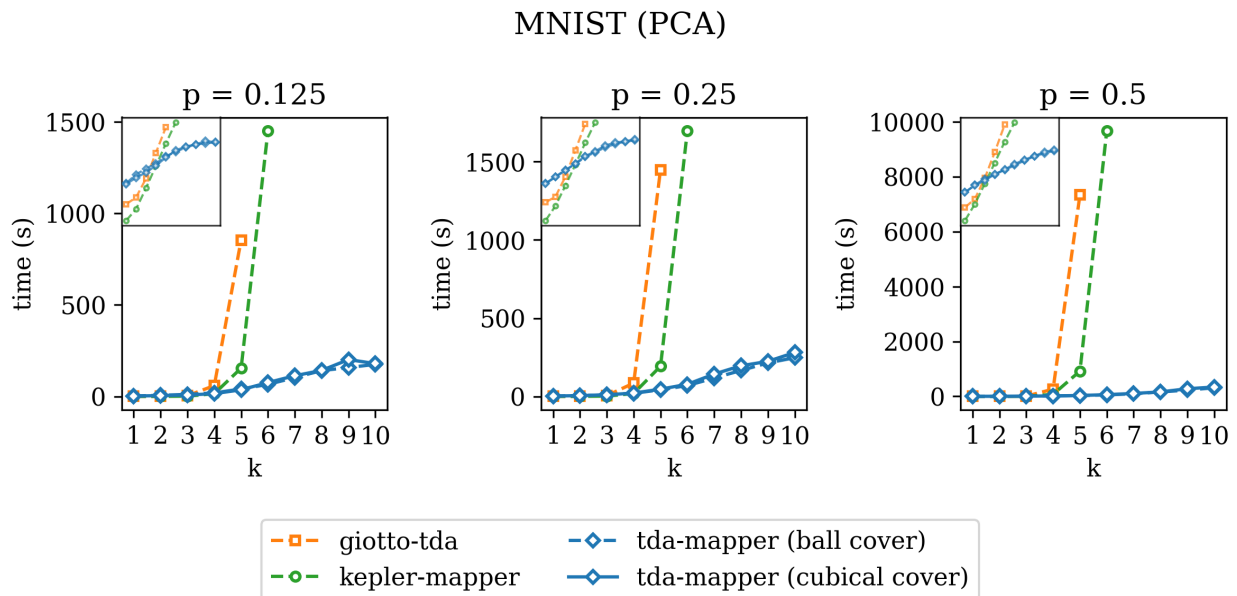 MNIST (PCA)
p = 0.125
time (s)
1500
1000
500
0
1 2 3 4 5 6 7 8 9 10
k
p = 0.25
time (s)
1500
1000
500
0
1 2 3 4 5 6 7 8 9 10
k
p = 0.5
time (s)
10000
8000
6000
4000
2000
0
1 2 3 4 5 6 7 8 9 10
k
giotto-tda
kepler-mapper
tda-mapper (ball cover)
tda-mapper (cubical cover)